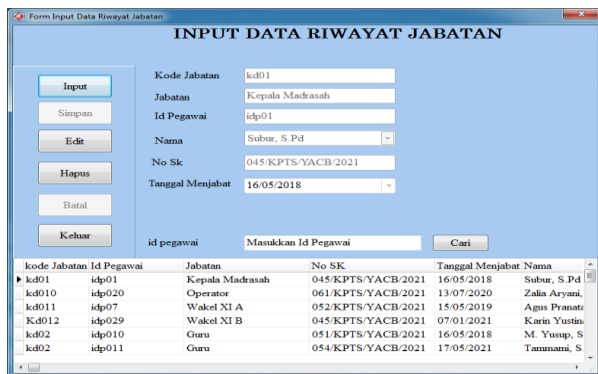 Form Input Data Riwayat Jabatan
INPUT DATA RIWAYAT JABATAN
Input
Simpan
Edit
Hapus
Batal
Keluar
Kode Jabatan kd01
Jabatan Kepala Madrasah
Id Pegawai idp01
Nama Subur, S.Pd
No Sk 045/KPTS/YACB/2021
Tanggal Menjabat 16/05/2018
id pegawai Masukkan Id Pegawai Cari
kode Jabatan Id Pegawai Jabatan No SK Tanggal Menjabat Nama
kd01 idp01 Kepala Madrasah 045/KPTS/YACB/2021 16/05/2018 Subur, S.Pd
kd010 idp020 Operator 061/KPTS/YACB/2021 13/07/2020 Zalia Aryani,
kd011 idp07 Wakel XI A 052/KPTS/YACB/2021 15/05/2019 Agus Pranata
Kd012 idp029 Wakel XI B 045/KPTS/YACB/2021 07/01/2021 Karin Yustina
kd02 idp010 Guru 051/KPTS/YACB/2021 16/05/2018 M. Yusup, S
kd02 idp011 Guru 054/KPTS/YACB/2021 17/05/2021 Tammami, S